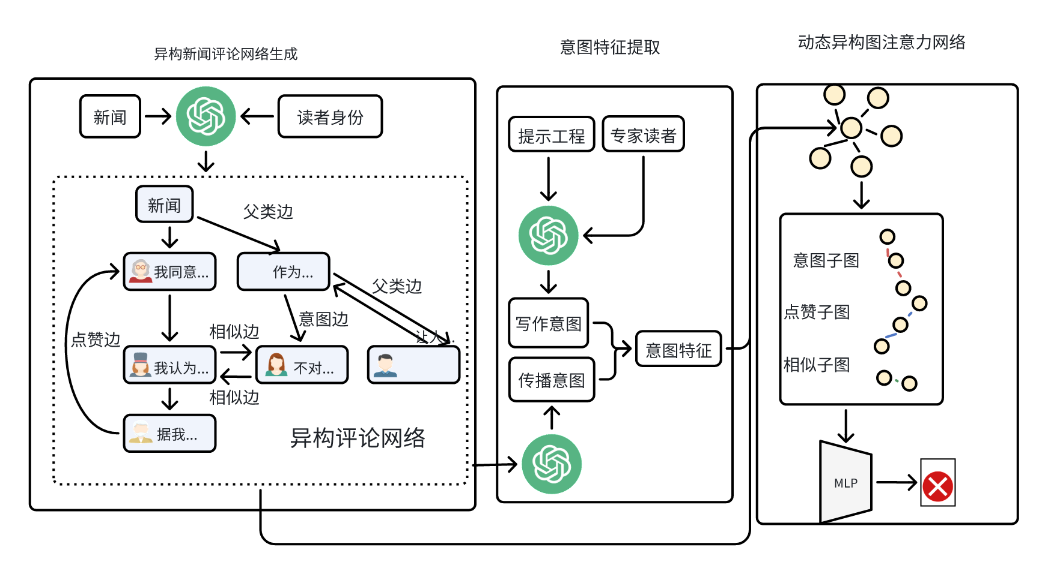 异构新闻评论网络生成
新闻
读者身份
新闻
父类边
我同意...
作为...
父类边
点赞边
相似边
意图边
让人...
我认为...
不对...
相似边
据我...
异构评论网络
意图特征提取
提示工程
专家读者
写作意图
传播意图
意图特征
动态异构图注意力网络
意图子图
点赞子图
相似子图
MLP